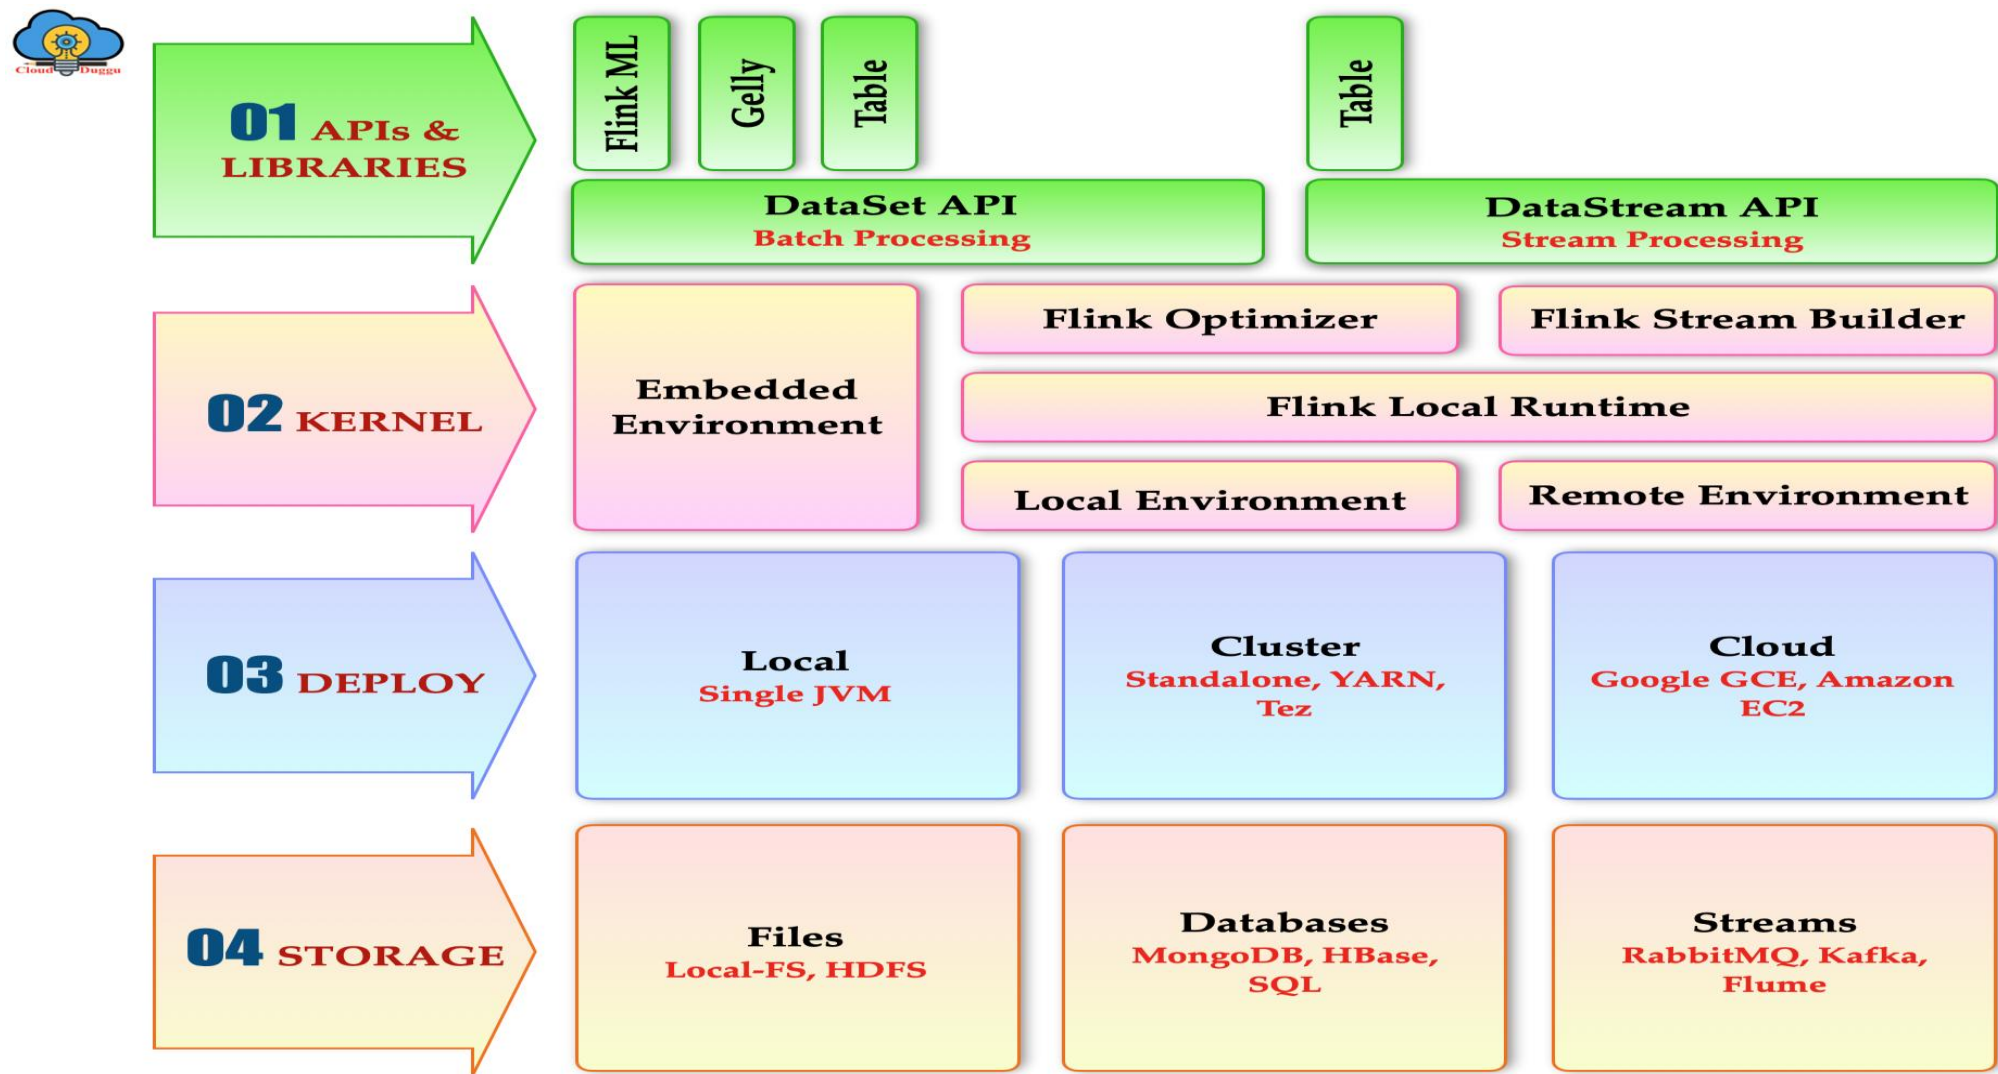 Cloud Duggu
01 APIs &
LIBRARIES
Flink ML
Gelly
Table
Table
DataSet API
Batch Processing
DataStream API
Stream Processing
02 KERNEL
Embedded
Environment
Flink Optimizer
Flink Stream Builder
Flink Local Runtime
Local Environment
Remote Environment
03 DEPLOY
Local
Single JVM
Cluster
Standalone, YARN,
Tez
Cloud
Google GCE, Amazon
EC2
04 STORAGE
Files
Local-FS, HDFS
Databases
MongoDB, HBase,
SQL
Streams
RabbitMQ, Kafka,
Flume